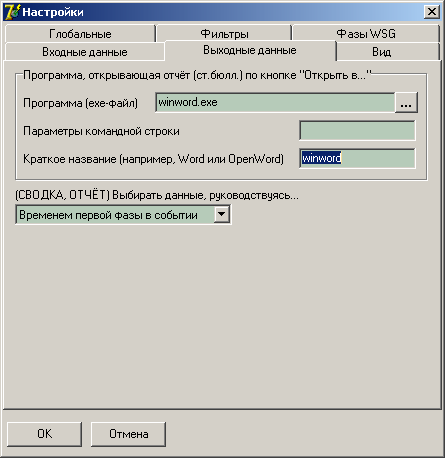 Настройки
Глобальные
Фильтры
Фазы WSG
Входные данные
Выходные данные
Вид
Программа, открывающая отчёт (ст.бюлл.) по кнопке "Открыть в..."
Программа (exe-файл)
winword.exe
...
Параметры командной строки
Краткое название (например, Word или OpenWord)
winword
(СВОДКА, ОТЧЁТ) Выбирать данные, руководствуясь...
Временем первой фазы в событии
OK
Отмена